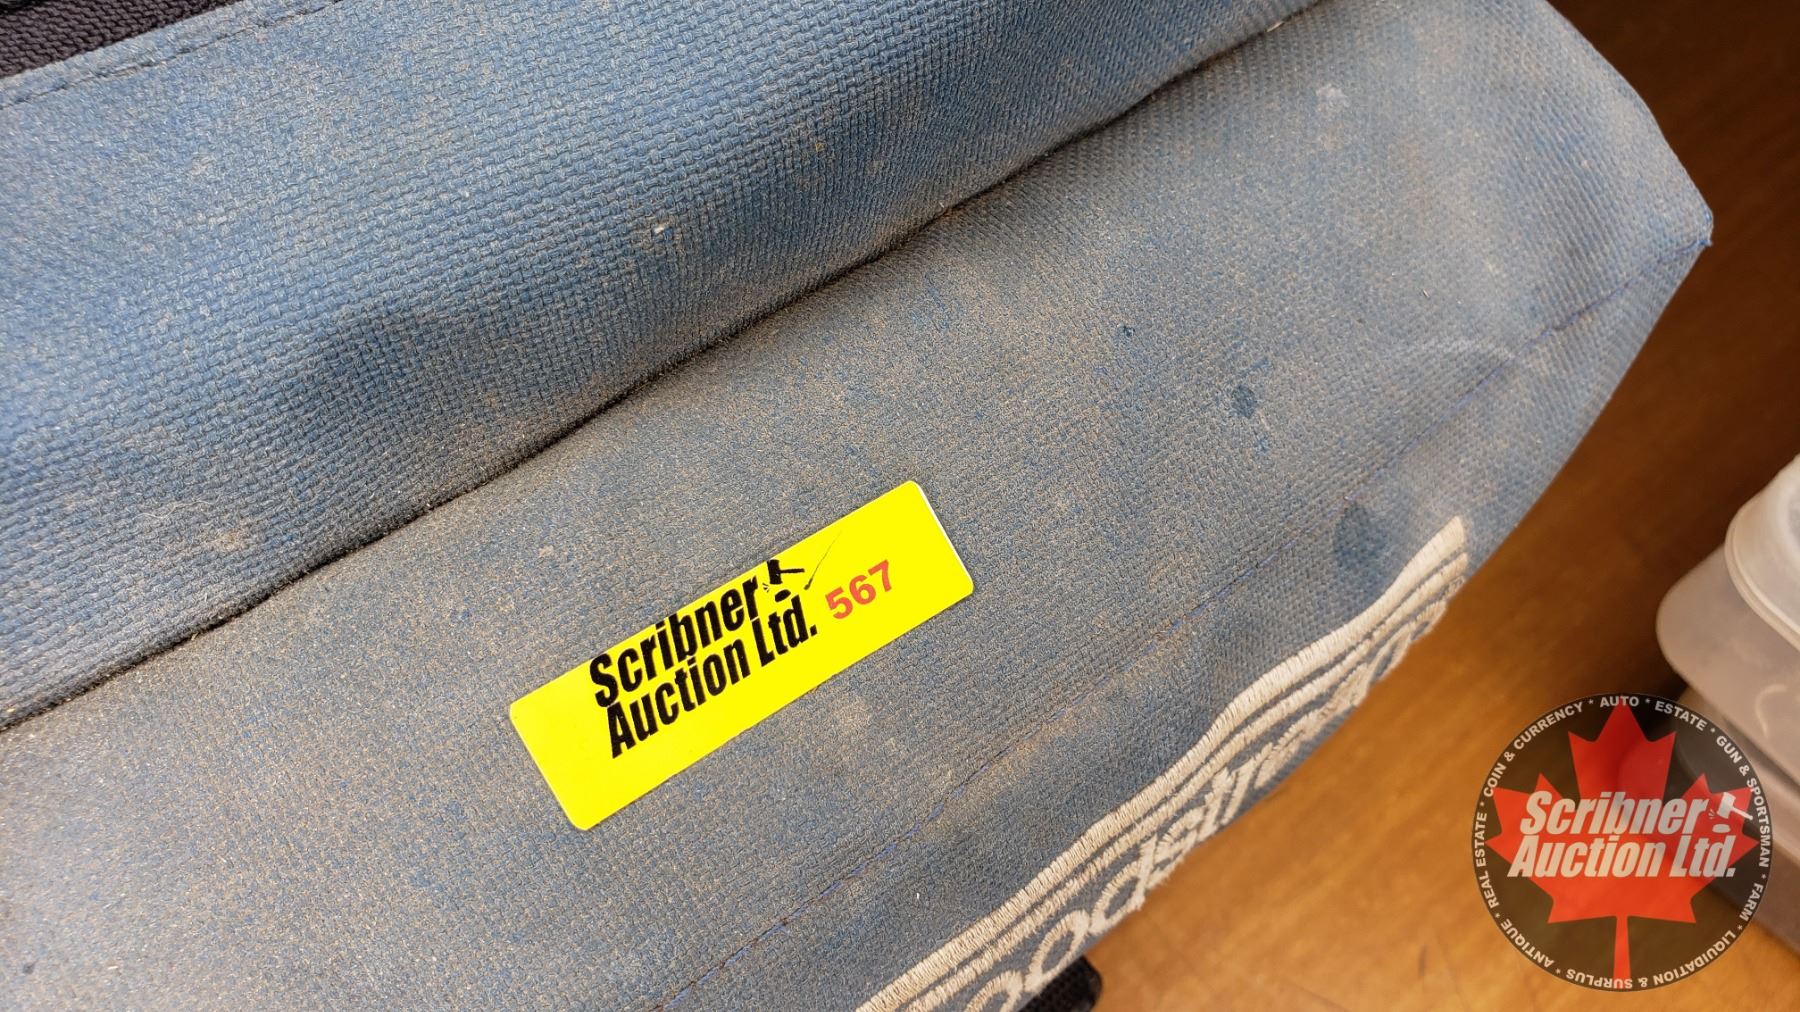 Scribner
Auction Ltd. 567
Scribner
Auction Ltd.
ANTIQUE * REAL ESTATE * COIN & CURRENCY * AUTO * ESTATE * GUN & SPORTSMAN * FARM * LIQUIDATION & SURPLUS *